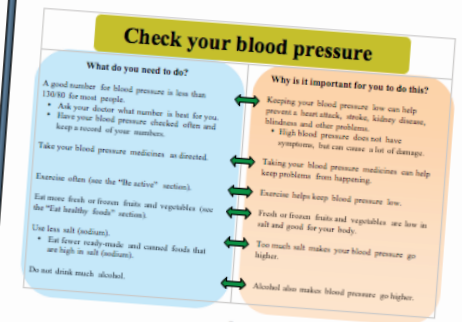 Check your blood pressure
What do you need to do?
A good number for blood pressure is less than
130/80 for most people.
• Ask your doctor what number is best for you.
• Have your blood pressure checked often and
keep a record of your numbers.
Take your blood pressure medicines as directed.
Exercise often (see the "Be active" section).
Eat more fresh or frozen fruits and vegetables (see
the "Eat healthy foods" section).
Use less salt (sodium).
• Eat fewer ready-made and canned foods that
are high in salt (sodium).
Do not drink much alcohol.
Why is it important for you to do this?
Keeping your blood pressure low can help
prevent a heart attack, stroke, kidney disease,
blindness and other problems.
• High blood pressure does not have
symptoms, but can cause a lot of damage.
Taking your blood pressure medicines can help
keep problems from happening.
Exercise helps keep blood pressure low.
Fresh or frozen fruits and vegetables are low in
salt and good for your body.
Too much salt makes your blood pressure go
higher.
Alcohol also makes blood pressure go higher.